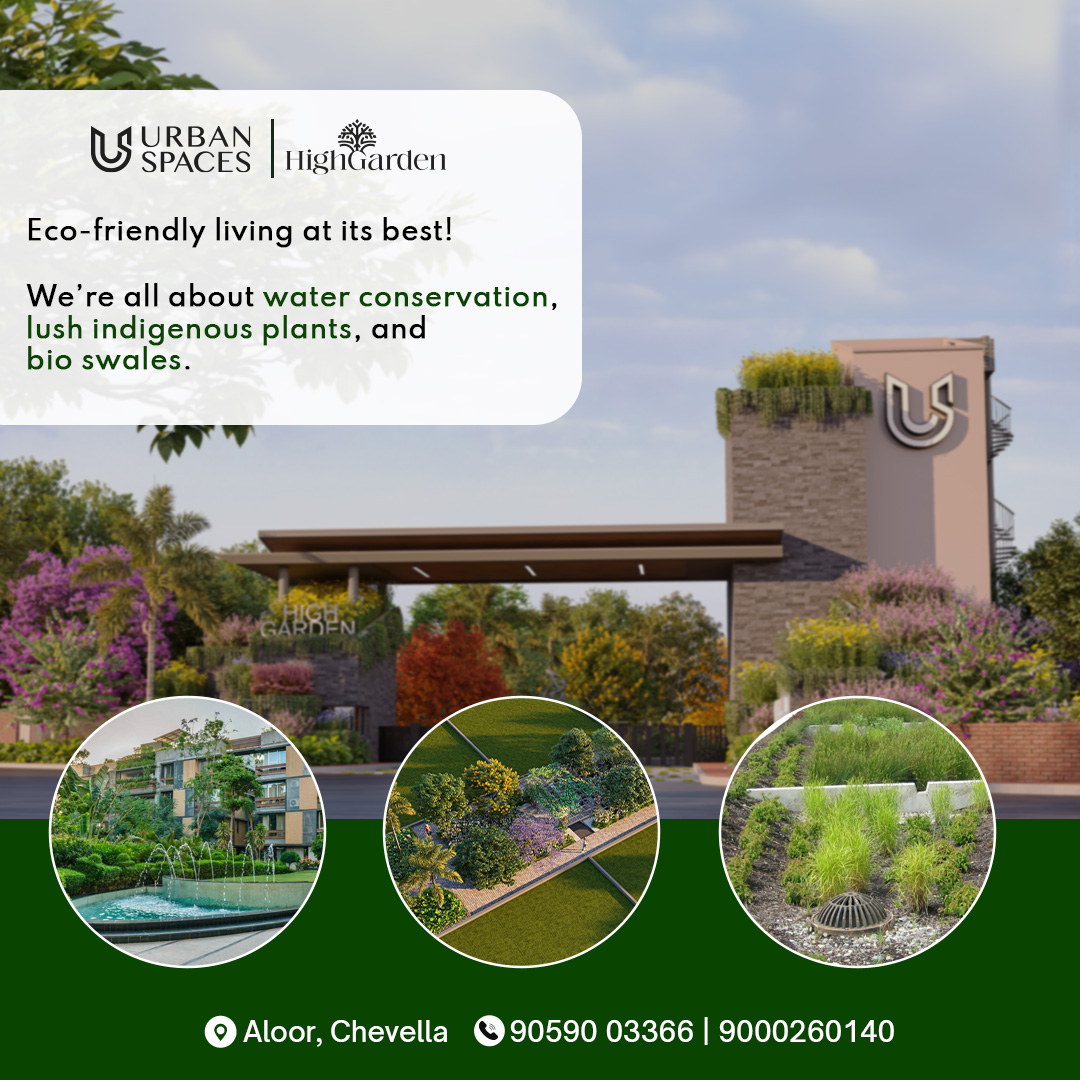 URBAN
SPACES
HighGarden
Eco-friendly living at its best!
We’re all about water conservation,
lush indigenous plants, and
bio swales.
HIGH
GARDEN
Aloor, Chevella
90590 03366 | 9000260140